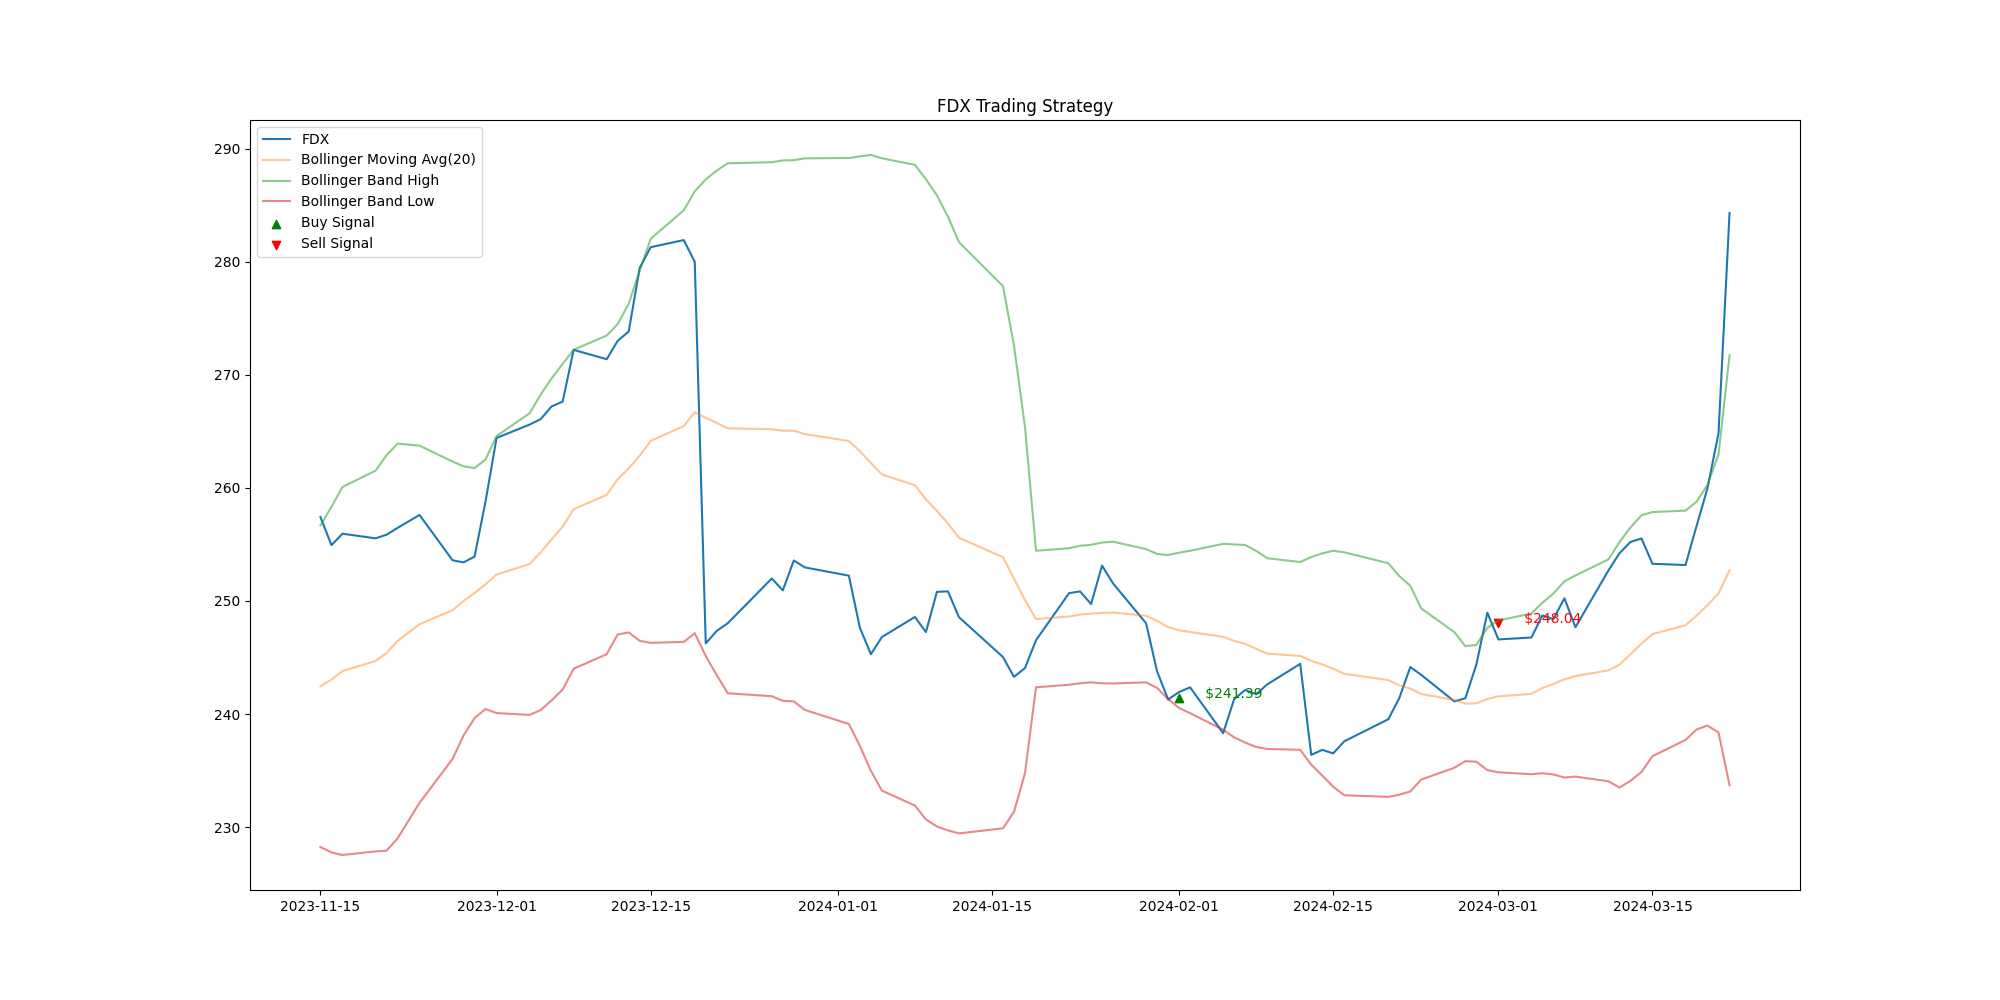 FDX Trading Strategy
FDX
Bollinger Moving Avg(20)
Bollinger Band High
Bollinger Band Low
Buy Signal
Sell Signal
290
280
270
260
250
240
230
$248.04
$241.39
2023-11-15 2023-12-01 2023-12-15 2024-01-01 2024-01-15 2024-02-01 2024-02-15 2024-03-01 2024-03-15